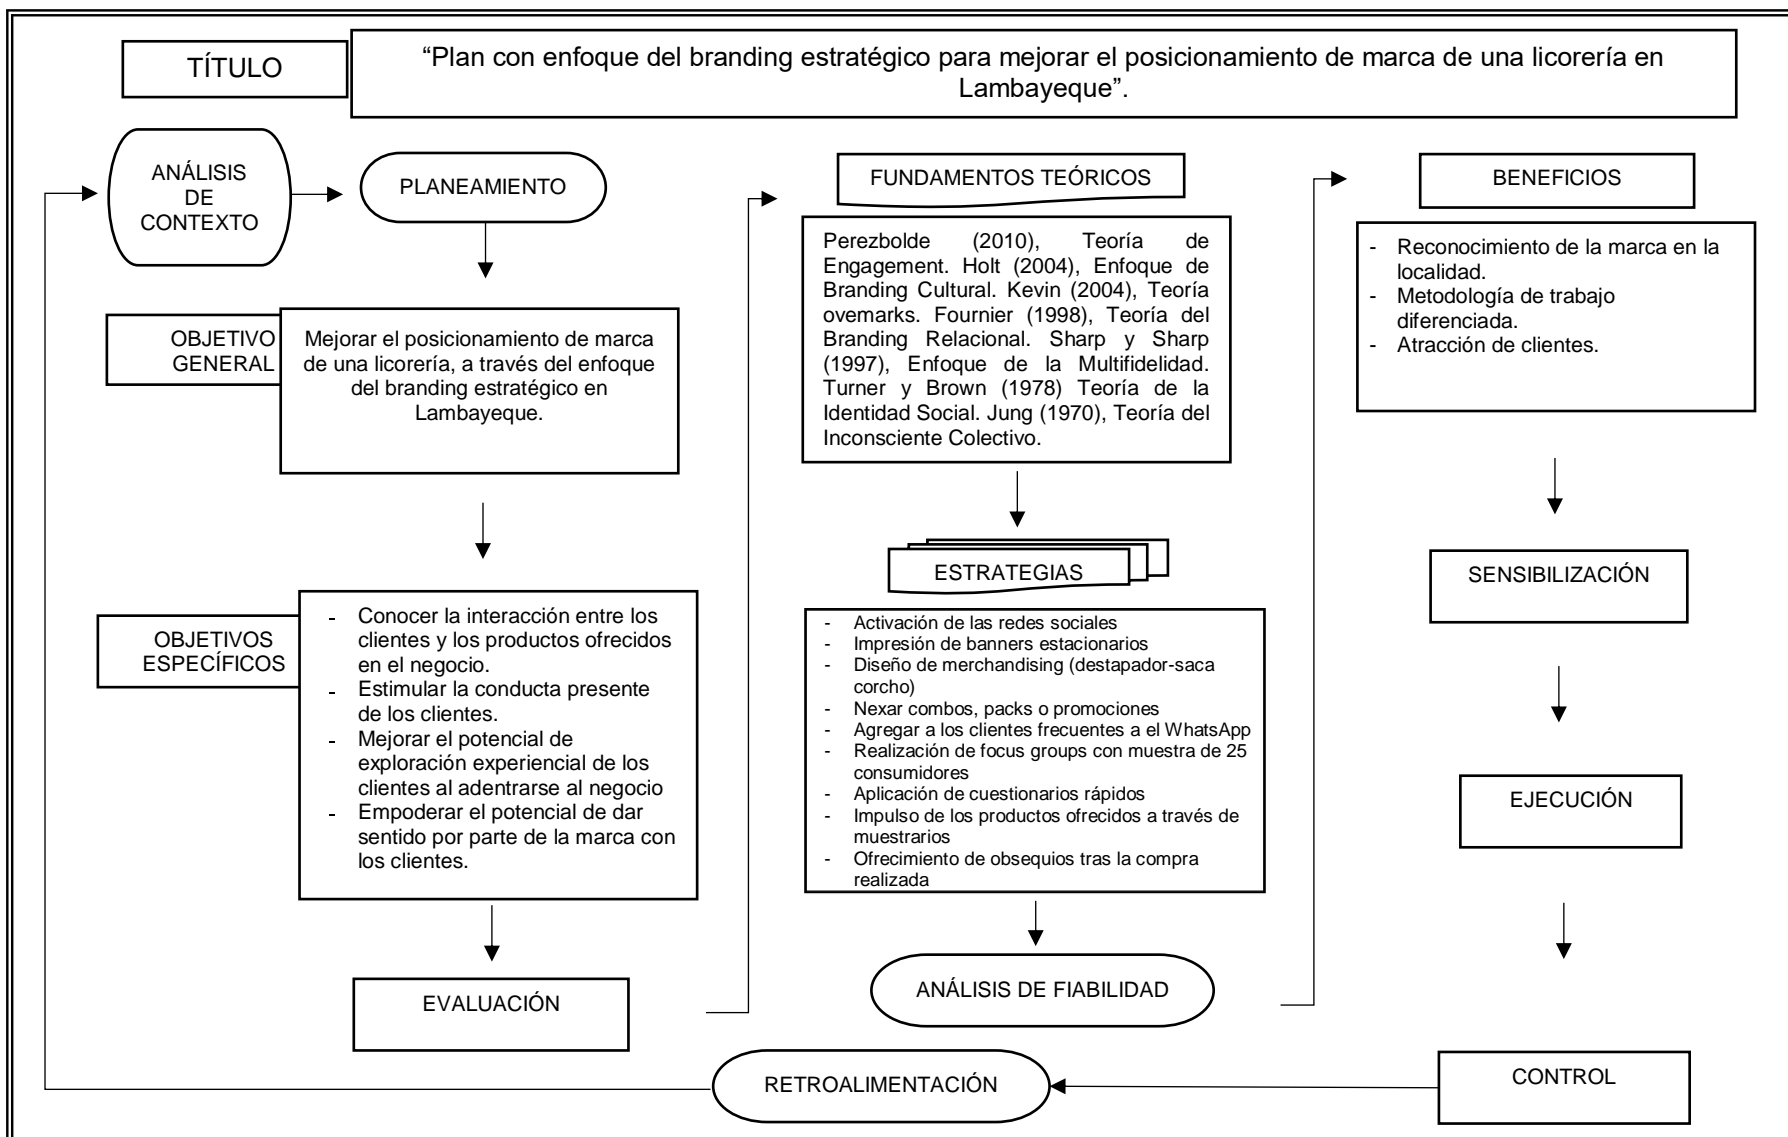 TÍTULO
“Plan con enfoque del branding estratégico para mejorar el posicionamiento de marca de una licorería en
Lambayeque”.
ANÁLISIS
DE
CONTEXTO
PLANEAMIENTO
OBJETIVO
GENERAL
Mejorar el posicionamiento de marca
de una licorería, a través del enfoque
del branding estratégico en
Lambayeque.
OBJETIVOS
ESPECÍFICOS
- Conocer la interacción entre los
clientes y los productos ofrecidos
en el negocio.
- Estimular la conducta presente
de los clientes.
- Mejorar el potencial de
exploración experiencial de los
clientes al adentrarse al negocio
- Empoderar el potencial de dar
sentido por parte de la marca con
los clientes.
EVALUACIÓN
FUNDAMENTOS TEÓRICOS
Perezbolde (2010), Teoría de
Engagement. Holt (2004), Enfoque de
Branding Cultural. Kevin (2004), Teoría
ovemarks. Fournier (1998), Teoría del
Branding Relacional. Sharp y Sharp
(1997), Enfoque de la Multifidelidad.
Turner y Brown (1978) Teoría de la
Identidad Social. Jung (1970), Teoría del
Inconsciente Colectivo.
ESTRATEGIAS
- Activación de las redes sociales
- Impresión de banners estacionarios
- Diseño de merchandising (destapador-saca
corcho)
- Nexar combos, packs o promociones
- Agregar a los clientes frecuentes a el WhatsApp
- Realización de focus groups con muestra de 25
consumidores
- Aplicación de cuestionarios rápidos
- Impulso de los productos ofrecidos a través de
muestrarios
- Ofrecimiento de obsequios tras la compra
realizada
ANÁLISIS DE FIABILIDAD
BENEFICIOS
- Reconocimiento de la marca en la
localidad.
- Metodología de trabajo
diferenciada.
- Atracción de clientes.
SENSIBILIZACIÓN
EJECUCIÓN
CONTROL
RETROALIMENTACIÓN